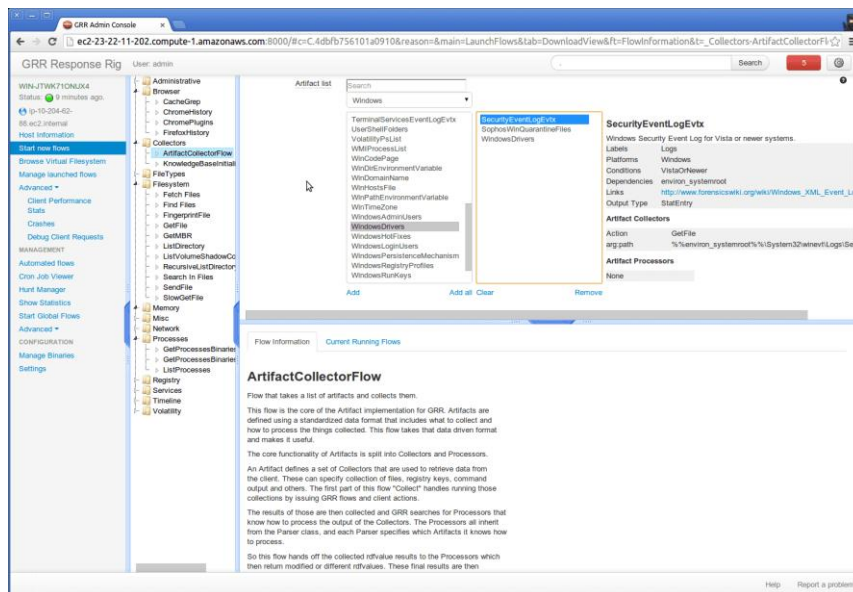 GRR Admin Console
ec2-23-22-11-202.compute-1.amazonaws.com:8000/#c=C.4dbfb756101a0910&reason=&main=LaunchFlows&tab=DownloadView&ft=FlowInformation&t=_Collectors-ArtifactCollectorFl
GRR Response Rig
User: admin
Search
5
WIN-JTWK71ONUX4
Status: 9 minutes ago.
ip-10-204-62-
86.ec2.internal
Host Information
Start new flows
Browse Virtual Filesystem
Manage launched flows
Advanced
Client Performance
Stats
Crashes
Debug Client Requests
MANAGEMENT
Automated flows
Cron Job Viewer
Hunt Manager
Show Statistics
Start Global Flows
Advanced
CONFIGURATION
Manage Binaries
Settings
Administrative
Browser
CacheGrep
ChromeHistory
ChromePlugins
FirefoxHistory
Collectors
ArtifactCollectorFlow
KnowledgeBaseInitiali
FileTypes
Filesystem
Fetch Files
Find Files
FingerprintFile
GetFile
GetMBR
ListDirectory
ListVolumeShadowCo
RecursiveListDirector
Search In Files
SendFile
SlowGetFile
Memory
Misc
Network
Processes
GetProcessesBinaries
GetProcessesBinaries
ListProcesses
Registry
Services
Timeline
Volatility
Artifact list
Search
Windows
TerminalServicesEventLogEvtx
UserShellFolders
VolatilityPsList
WMIProcessList
WinCodePage
WinDirEnvironmentVariable
WinDomainName
WinHostsFile
WinPathEnvironmentVariable
WinTimeZone
WindowsAdminUsers
WindowsDrivers
WindowsHotFixes
WindowsLoginUsers
WindowsPersistenceMechanism
WindowsRegistryProfiles
WindowsRunKeys
Add
Add all
SecurityEventLogEvtx
SophosWinQuarantineFiles
WindowsDrivers
Clear
Remove
SecurityEventLogEvtx
Windows Security Event Log for Vista or newer systems.
Labels Logs
Platforms Windows
Conditions VistaOrNewer
Dependencies environ_systemroot
Links http://www.forensicswiki.org/wiki/Windows_XML_Event_Lo
Output Type StatEntry
Artifact Collectors
Action GetFile
arg:path %%environ_systemroot%%\System32\winevt\Logs\Se
Artifact Processors
None
Flow Information
Current Running Flows
ArtifactCollectorFlow
Flow that takes a list of artifacts and collects them.
This flow is the core of the Artifact implementation for GRR. Artifacts are
defined using a standardized data format that includes what to collect and
how to process the things collected. This flow takes that data driven format
and makes it useful.
The core functionality of Artifacts is split into Collectors and Processors.
An Artifact defines a set of Collectors that are used to retrieve data from
the client. These can specify collection of files, registry keys, command
output and others. The first part of this flow "Collect" handles running those
collections by issuing GRR flows and client actions.
The results of those are then collected and GRR searches for Processors that
know how to process the output of the Collectors. The Processors all inherit
from the Parser class, and each Parser specifies which Artifacts it knows how
to process.
So this flow hands off the collected rdfvalue results to the Processors which
then return modified or different rdfvalues. These final results are then
Help
Report a problem